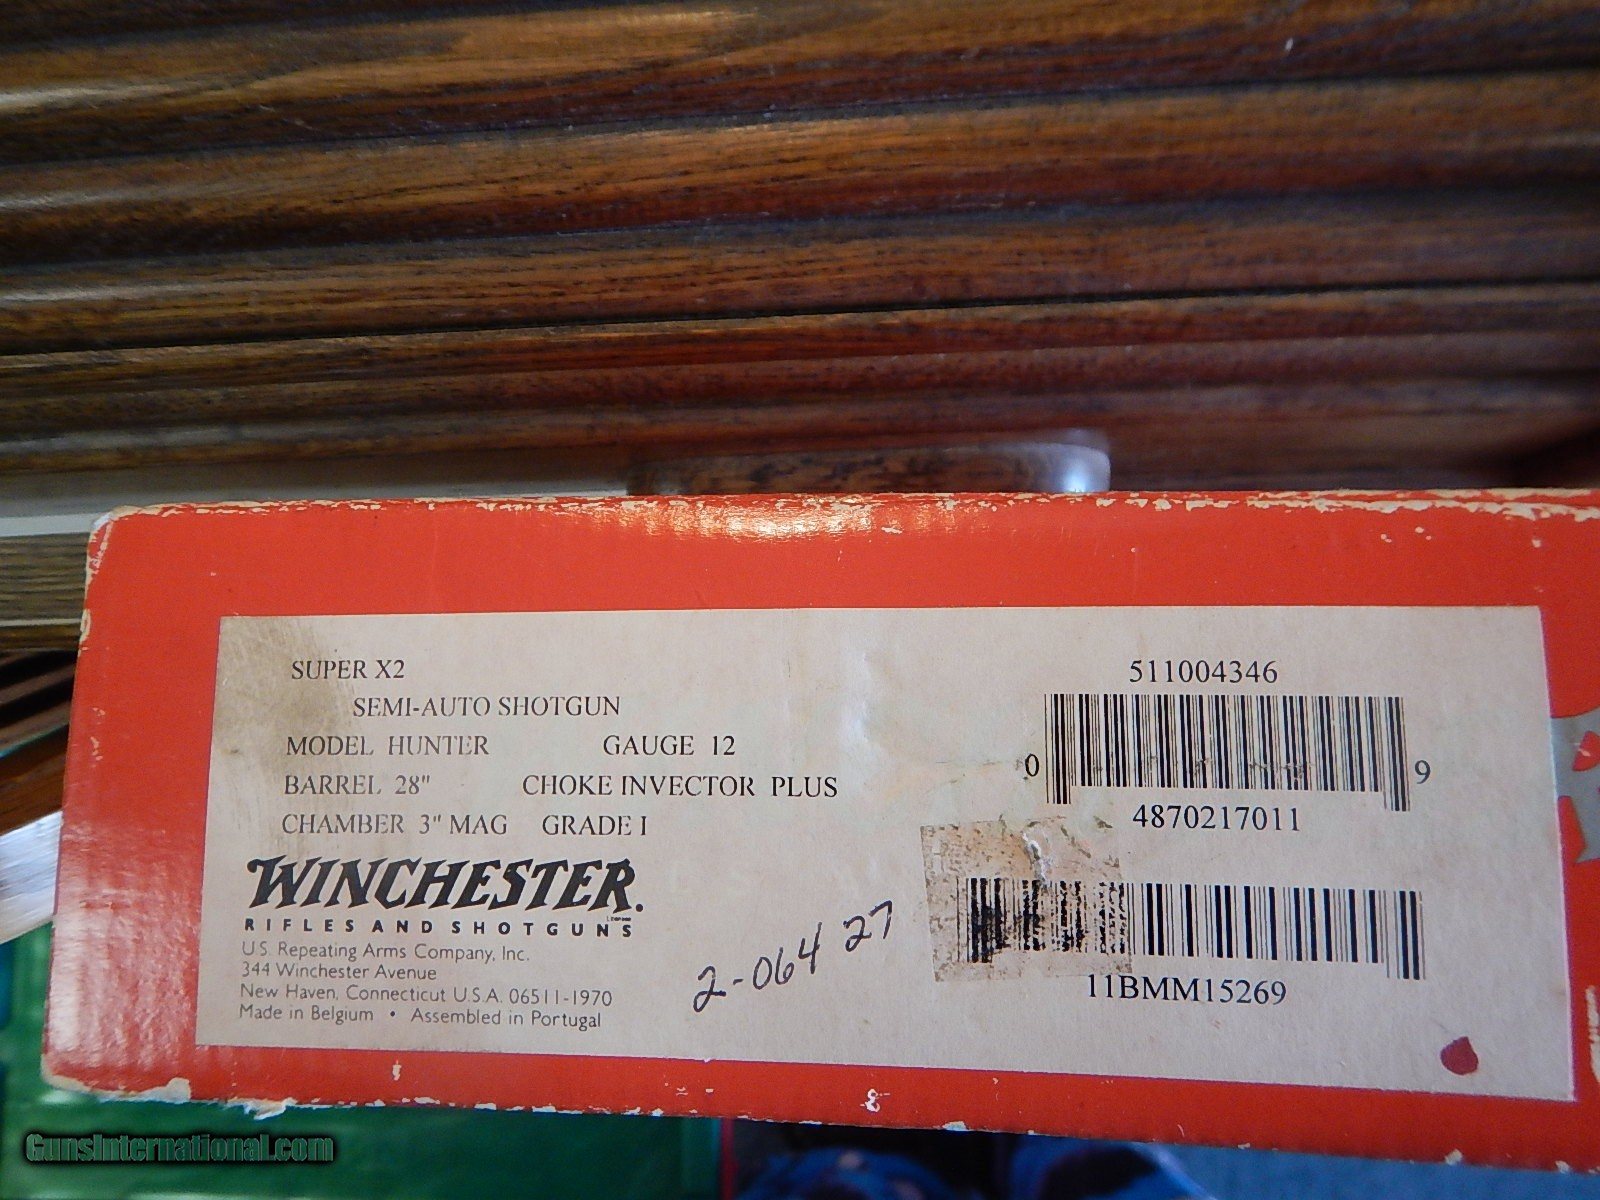 SUPER X2
SEMI-AUTO SHOTGUN
MODEL HUNTER GAUGE 12
BARREL 28" CHOKE INVECTOR PLUS
CHAMBER 3" MAG GRADE I
WINCHESTER
RIFLES AND SHOTGUNS
U.S. Repeating Arms Company, Inc.
344 Winchester Avenue
New Haven, Connecticut U.S.A. 06511-1970
Made in Belgium • Assembled in Portugal
2-064 27
511004346
0 9
4870217011
11BMM15269
GunsInternational.com